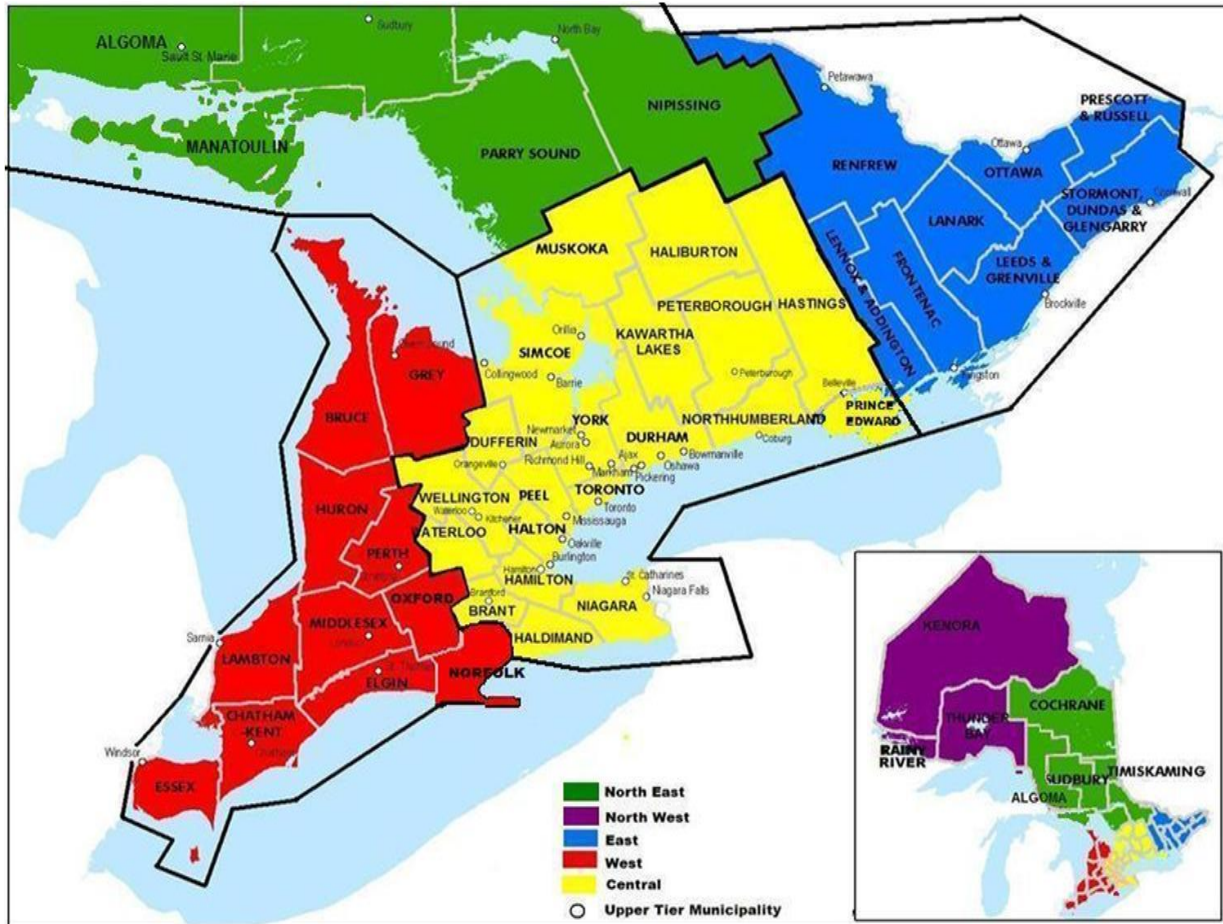 ALGOMA
Sudbury
Sault St. Marie
North Bay
Petawawa
NIPISSING
PRESCOTT
& RUSSELL
MANATOULIN
PARRY SOUND
RENFREW
Ottawa
OTTAWA
STORMONT,
DUNDAS &
GLENGARRY
Cornwall
LANARK
MUSKOKA
HALIBURTON
LENNOX & ADDINGTON
FRONTENAC
LEEDS &
GRENVILLE
Brockville
PETERBOROUGH
HASTINGS
Orillia
KAWARTHA
LAKES
SIMCOE
GREY
Collingwood
Barrie
Peterburough
Kingston
Belleville
PRINCE
EDWARD
BRUCE
YORK
NORTHHUMBERLAND
Newmarket
DUFFERIN
Aurora
DURHAM
Coburg
Orangeville
Richmond Hill
Ajax
Bowmanville
Markham
Oshawa
Pickering
WELLINGTON
PEEL
TORONTO
Toronto
HURON
Waterloo
Kitchener
Mississauga
WATERLOO
HALTON
Oakville
PERTH
Burlington
Hamilton
HAMILTON
St. Catharines
OXFORD
Brantford
Niagara Falls
BRANT
NIAGARA
MIDDLESEX
HALDIMAND
Sarnia
LAMBTON
St. Thomas
ELGIN
NORFOLK
CHATHAM
-KENT
Windsor
ESSEX
North East
North West
East
West
Central
Upper Tier Municipality
KENORA
COCHRANE
THUNDER
BAY
RAINY
RIVER
TIMISKAMING
SUDBURY
ALGOMA